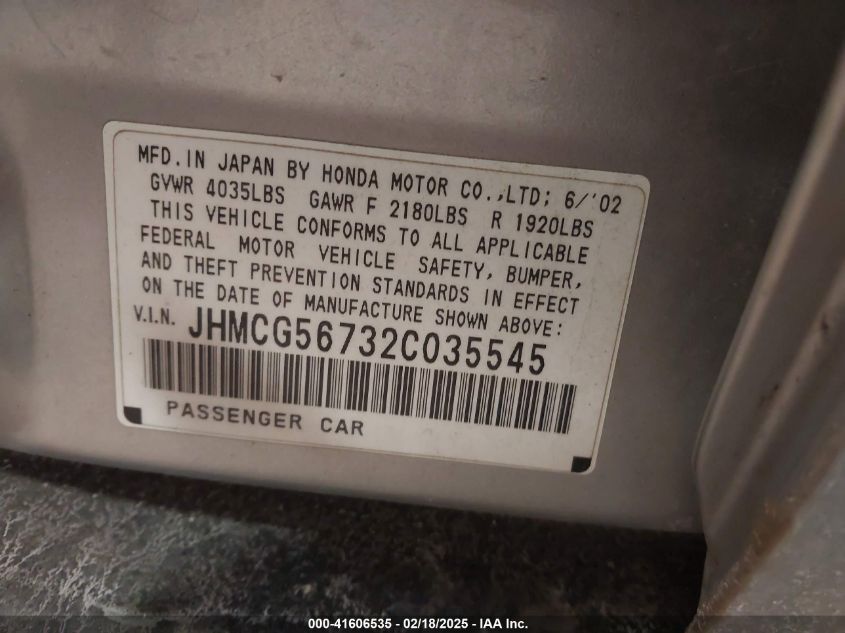 MFD.IN JAPAN BY HONDA MOTOR CO.,LTD; 6/'02
GVWR 4035LBS GAWR F 2180LBS R 1920LBS
THIS VEHICLE CONFORMS TO ALL APPLICABLE
FEDERAL MOTOR VEHICLE SAFETY, BUMPER,
AND THEFT PREVENTION STANDARDS IN EFFECT
ON THE DATE OF MANUFACTURE SHOWN ABOVE:
V.I.N. JHMCG56732C035545
PASSENGER CAR
000-41606535 - 02/18/2025 - IAA Inc.